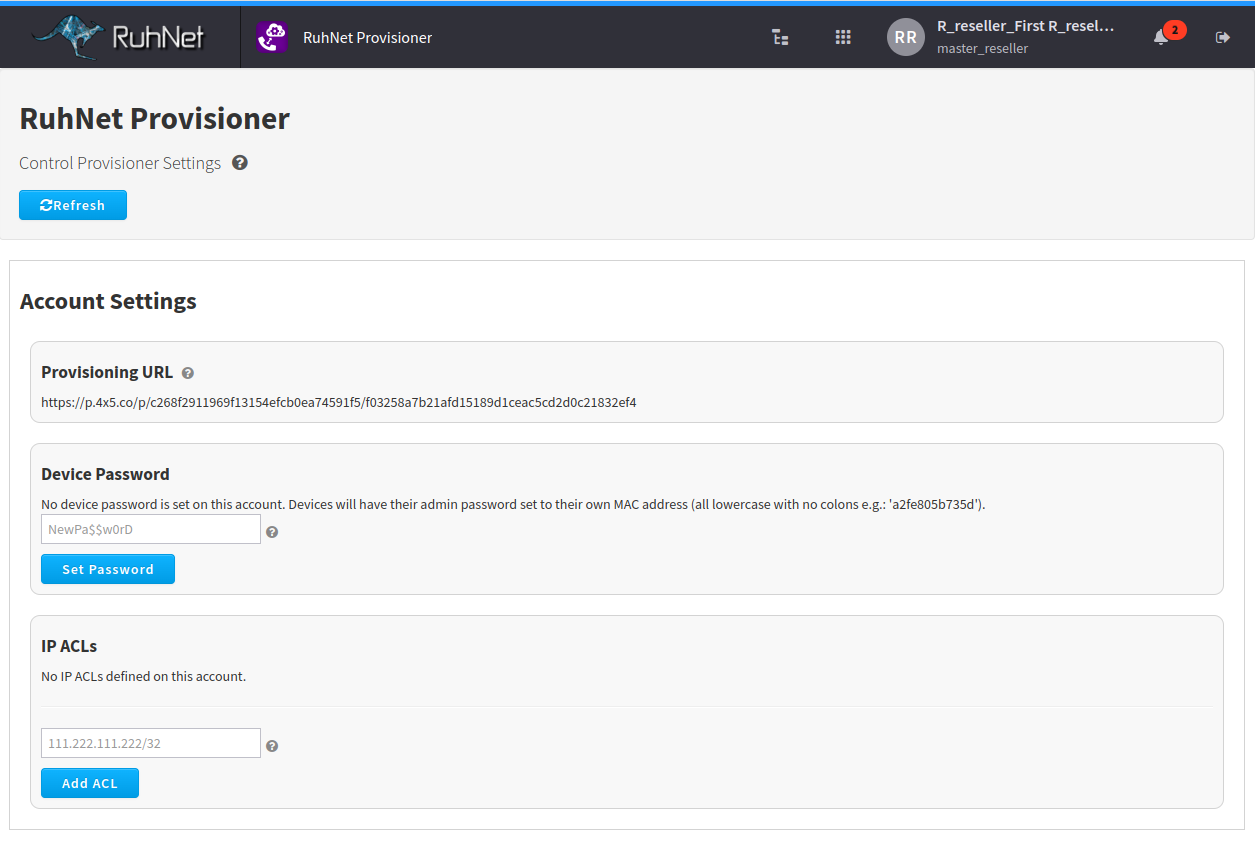 RuhNet
RuhNet Provisioner
RR
R_reseller_First R_resel...
master_reseller
2
RuhNet Provisioner
Control Provisioner Settings
Refresh
Account Settings
Provisioning URL
https://p.4x5.co/p/c268f2911969f13154efcb0ea74591f5/f03258a7b21afd15189d1ceac5cd2d0c21832ef4
Device Password
No device password is set on this account. Devices will have their admin password set to their own MAC address (all lowercase with no colons e.g.: 'a2fe805b735d').
NewPa$$w0rD
Set Password
IP ACLs
No IP ACLs defined on this account.
111.222.111.222/32
Add ACL